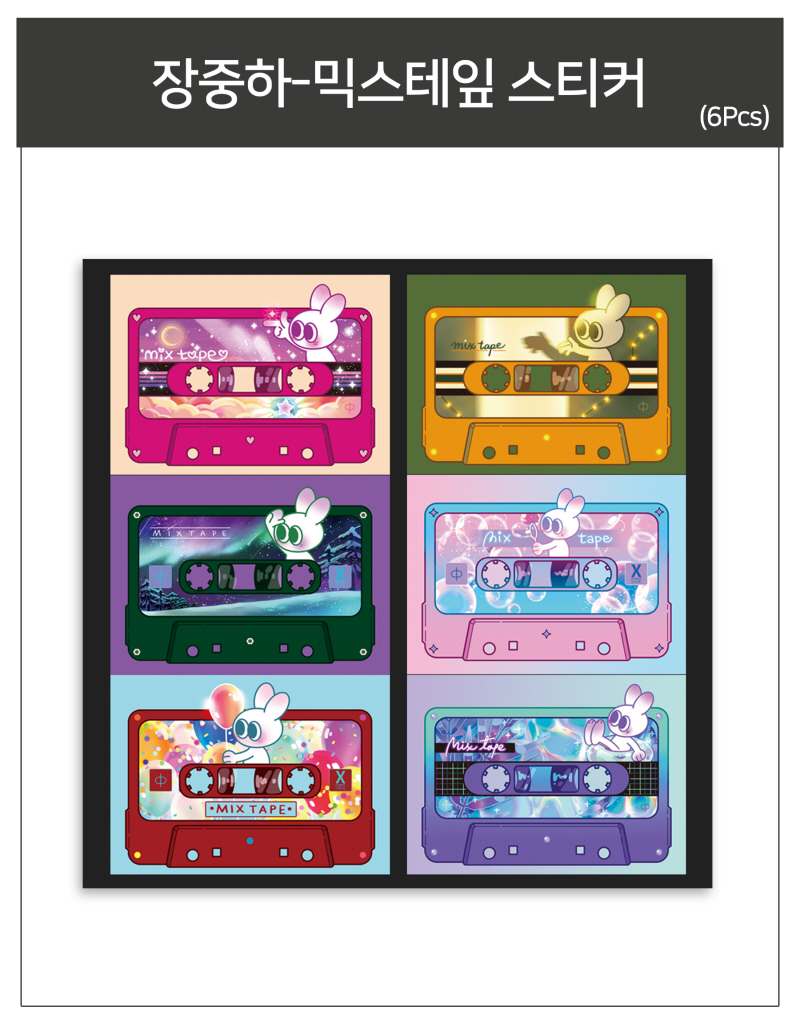 장중하-믹스테잎 스티커
(6Pcs)
mix tape
mix tape
MIXTAPE
X
mix tape
X
X
MIX TAPE
Mix tape